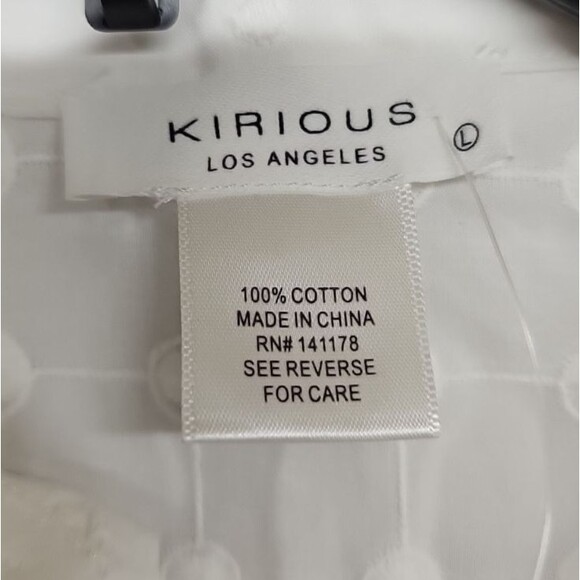 KIRIOUS
LOS ANGELES
L
100% COTTON
MADE IN CHINA
RN# 141178
SEE REVERSE
FOR CARE